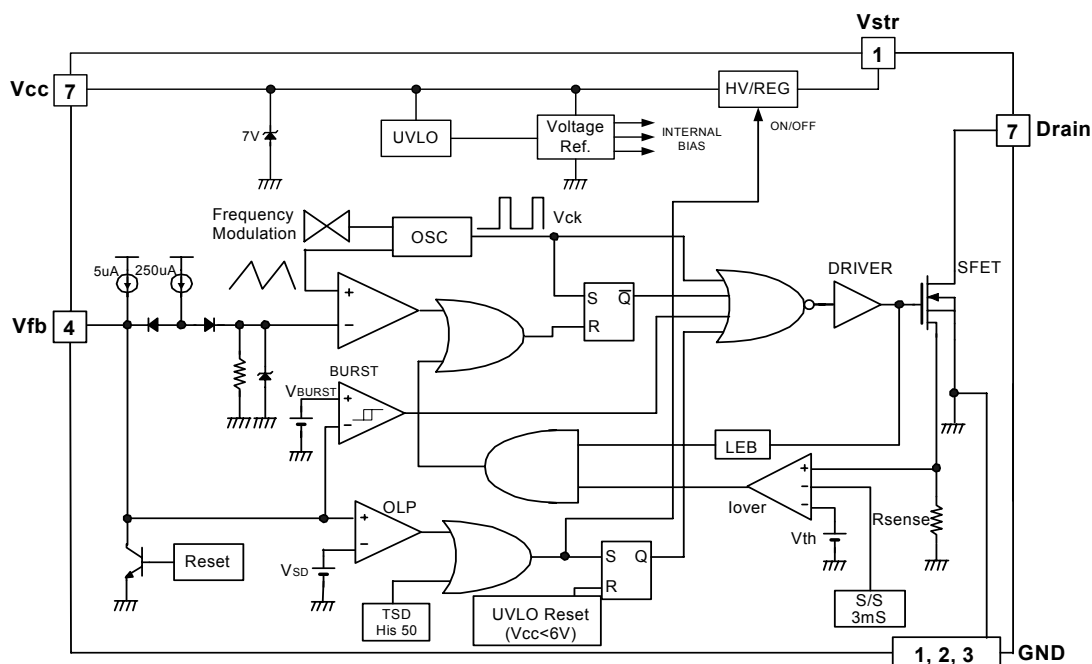 Vstr
1
Vcc
7
HV/REG
7V
UVLO
Voltage
Ref.
INTERNAL
BIAS
ON/OFF
7
Drain
Frequency
Modulation
OSC
Vck
5uA
250uA
DRIVER
SFET
+
−
S
Q
R
Vfb
4
BURST
VBURST
+
−
LEB
+
−
−
Iover
Vth
Rsense
OLP
+
−
VSD
Reset
TSD
His 50
S
Q
R
UVLO Reset
(Vcc<6V)
S/S
3mS
1, 2, 3
GND